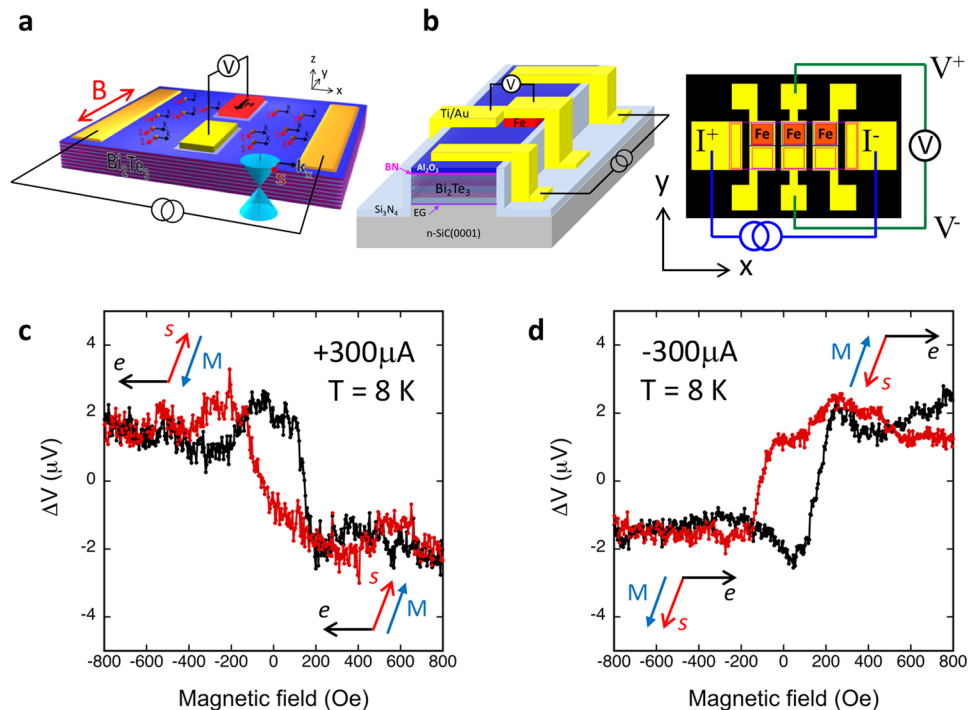 a
b
V
z
y
x
B
Bi₂Te₃
S
kₓ
V
Ti/Au
Fe
BN
Al₂O₃
Bi₂Te₃
Si₃N₄
EG
n-SiC(0001)
V⁺
I⁺ Fe Fe Fe I⁻
V
V⁻
y
x
c
+300μA
T = 8 K
s
M
e
s
M
e
4
2
0
-2
-4
ΔV (μV)
-800 -600 -400 -200 0 200 400 600 800
Magnetic field (Oe)
d
-300μA
T = 8 K
M
s
e
M
s
e
4
2
0
-2
-4
ΔV (μV)
-800 -600 -400 -200 0 200 400 600 800
Magnetic field (Oe)